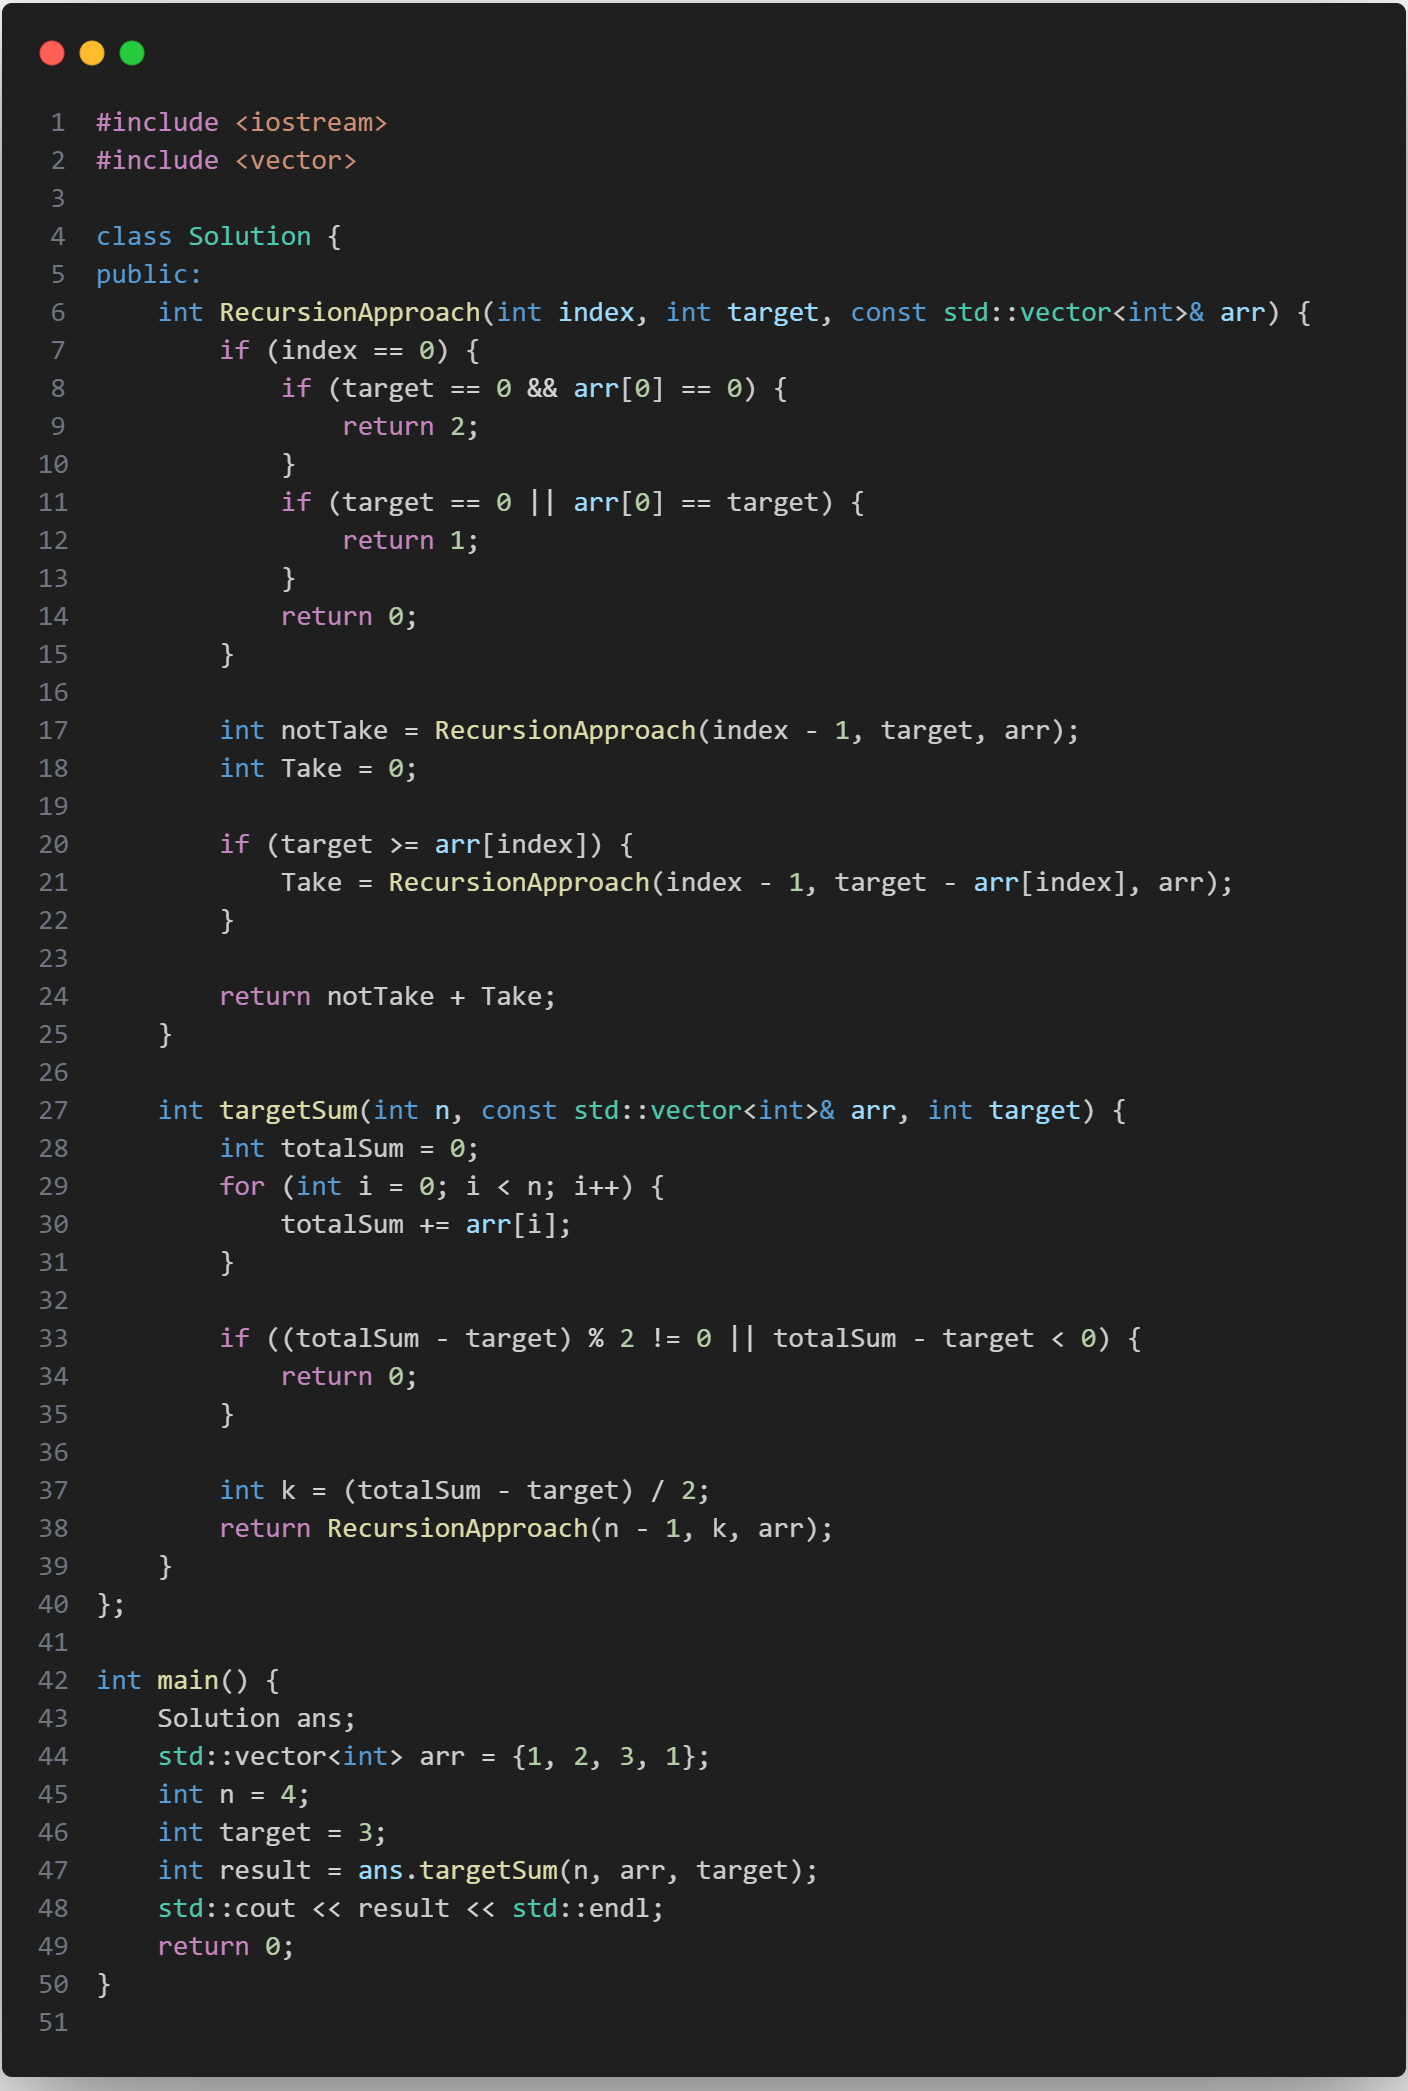 1 #include <iostream>
2 #include <vector>
3
4 class Solution {
5 public:
6     int RecursionApproach(int index, int target, const std::vector<int>& arr) {
7         if (index == 0) {
8             if (target == 0 && arr[0] == 0) {
9                 return 2;
10             }
11             if (target == 0 || arr[0] == target) {
12                 return 1;
13             }
14             return 0;
15         }
16
17         int notTake = RecursionApproach(index - 1, target, arr);
18         int Take = 0;
19
20         if (target >= arr[index]) {
21             Take = RecursionApproach(index - 1, target - arr[index], arr);
22         }
23
24         return notTake + Take;
25     }
26
27     int targetSum(int n, const std::vector<int>& arr, int target) {
28         int totalSum = 0;
29         for (int i = 0; i < n; i++) {
30             totalSum += arr[i];
31         }
32
33         if ((totalSum - target) % 2 != 0 || totalSum - target < 0) {
34             return 0;
35         }
36
37         int k = (totalSum - target) / 2;
38         return RecursionApproach(n - 1, k, arr);
39     }
40 };
41
42 int main() {
43     Solution ans;
44     std::vector<int> arr = {1, 2, 3, 1};
45     int n = 4;
46     int target = 3;
47     int result = ans.targetSum(n, arr, target);
48     std::cout << result << std::endl;
49     return 0;
50 }
51